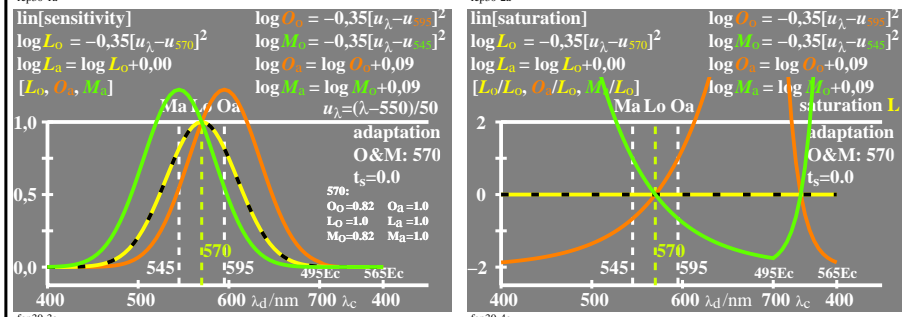 lin[sensitivity]
log Lₒ = −0,35[u_λ−u₅₇₀]²
log Lₐ = log Lₒ+0,00
[Lₒ, Oₐ, Mₐ]
log Oₒ = −0,35[u_λ−u₅₉₅]²
log Mₒ = −0,35[u_λ−u₅₄₅]²
log Oₐ = log Oₒ+0,09
log Mₐ = log Mₒ+0,09
u_λ=(λ−550)/50
Ma Lo Oa
adaptation
O&M: 570
tₛ=0.0
570:
Oₒ=0.82 Oₐ=1.0
Lₒ=1.0 Lₐ=1.0
Mₒ=0.82 Mₐ=1.0
1,0
0,5
0,0
545 570 595 495Ec 565Ec
400 500 600 λd/nm 700 λc 400
lin[saturation]
log Lₒ = −0,35[u_λ−u₅₇₀]²
log Lₐ = log Lₒ+0,00
[Lₒ/Lₒ, Oₐ/Lₒ, Mₐ/Lₒ]
log Oₒ = −0,35[u_λ−u₅₉₅]²
log Mₒ = −0,35[u_λ−u₅₄₅]²
log Oₐ = log Oₒ+0,09
log Mₐ = log Mₒ+0,09
saturation L
Ma Lo Oa
adaptation
O&M: 570
tₛ=0.0
2
0
−2
545 570 595 495Ec 565Ec
400 500 600 λd/nm 700 λc 400